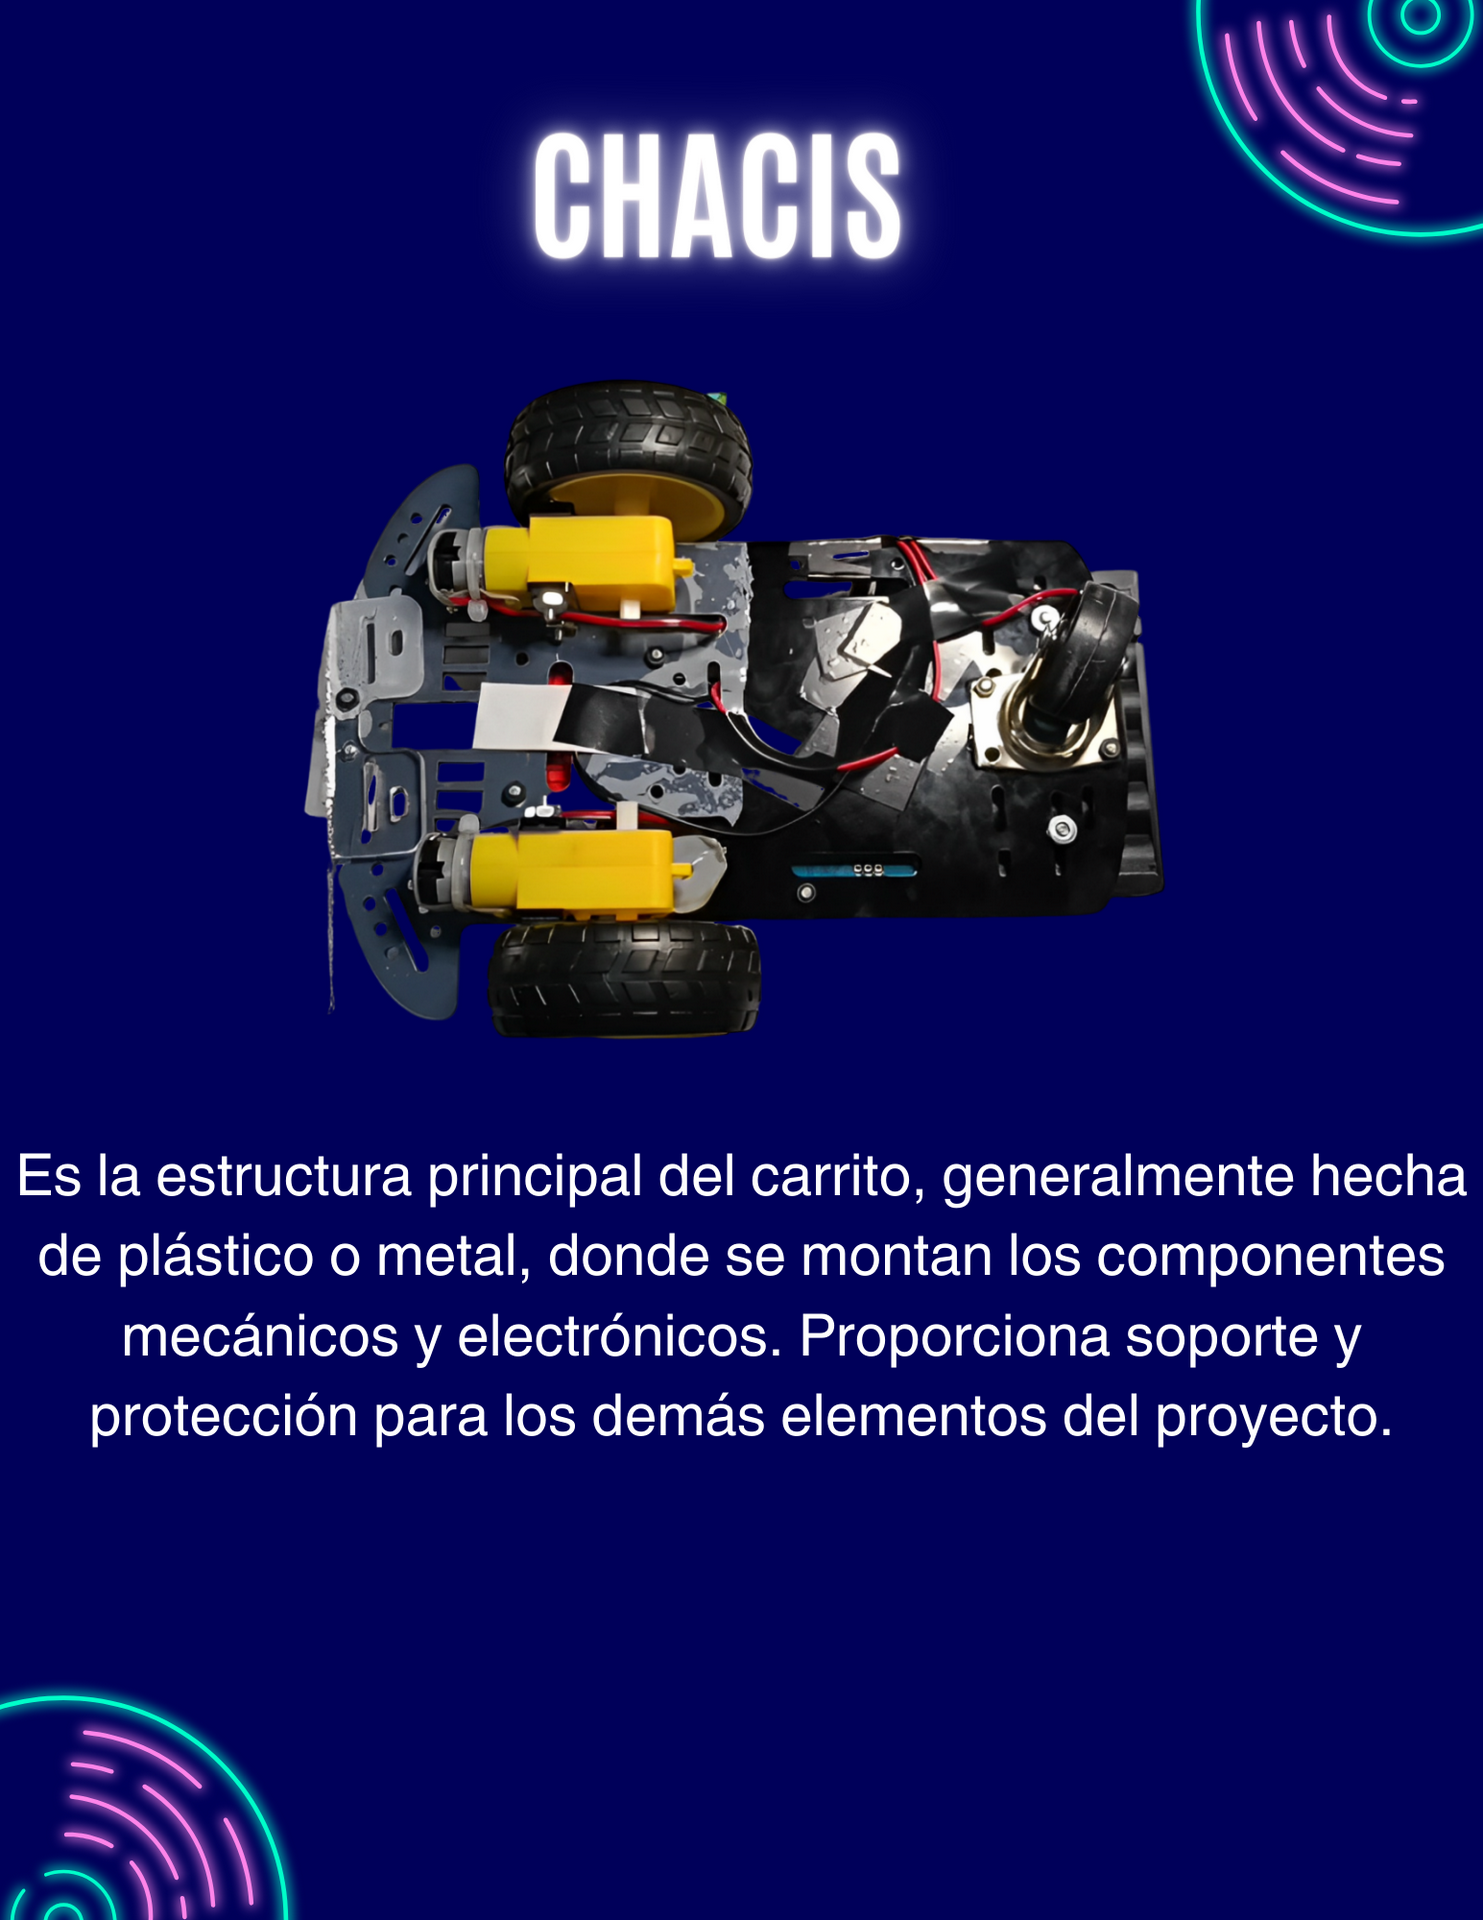 CHACIS
Es la estructura principal del carrito, generalmente hecha
de plástico o metal, donde se montan los componentes
mecánicos y electrónicos. Proporciona soporte y
protección para los demás elementos del proyecto.